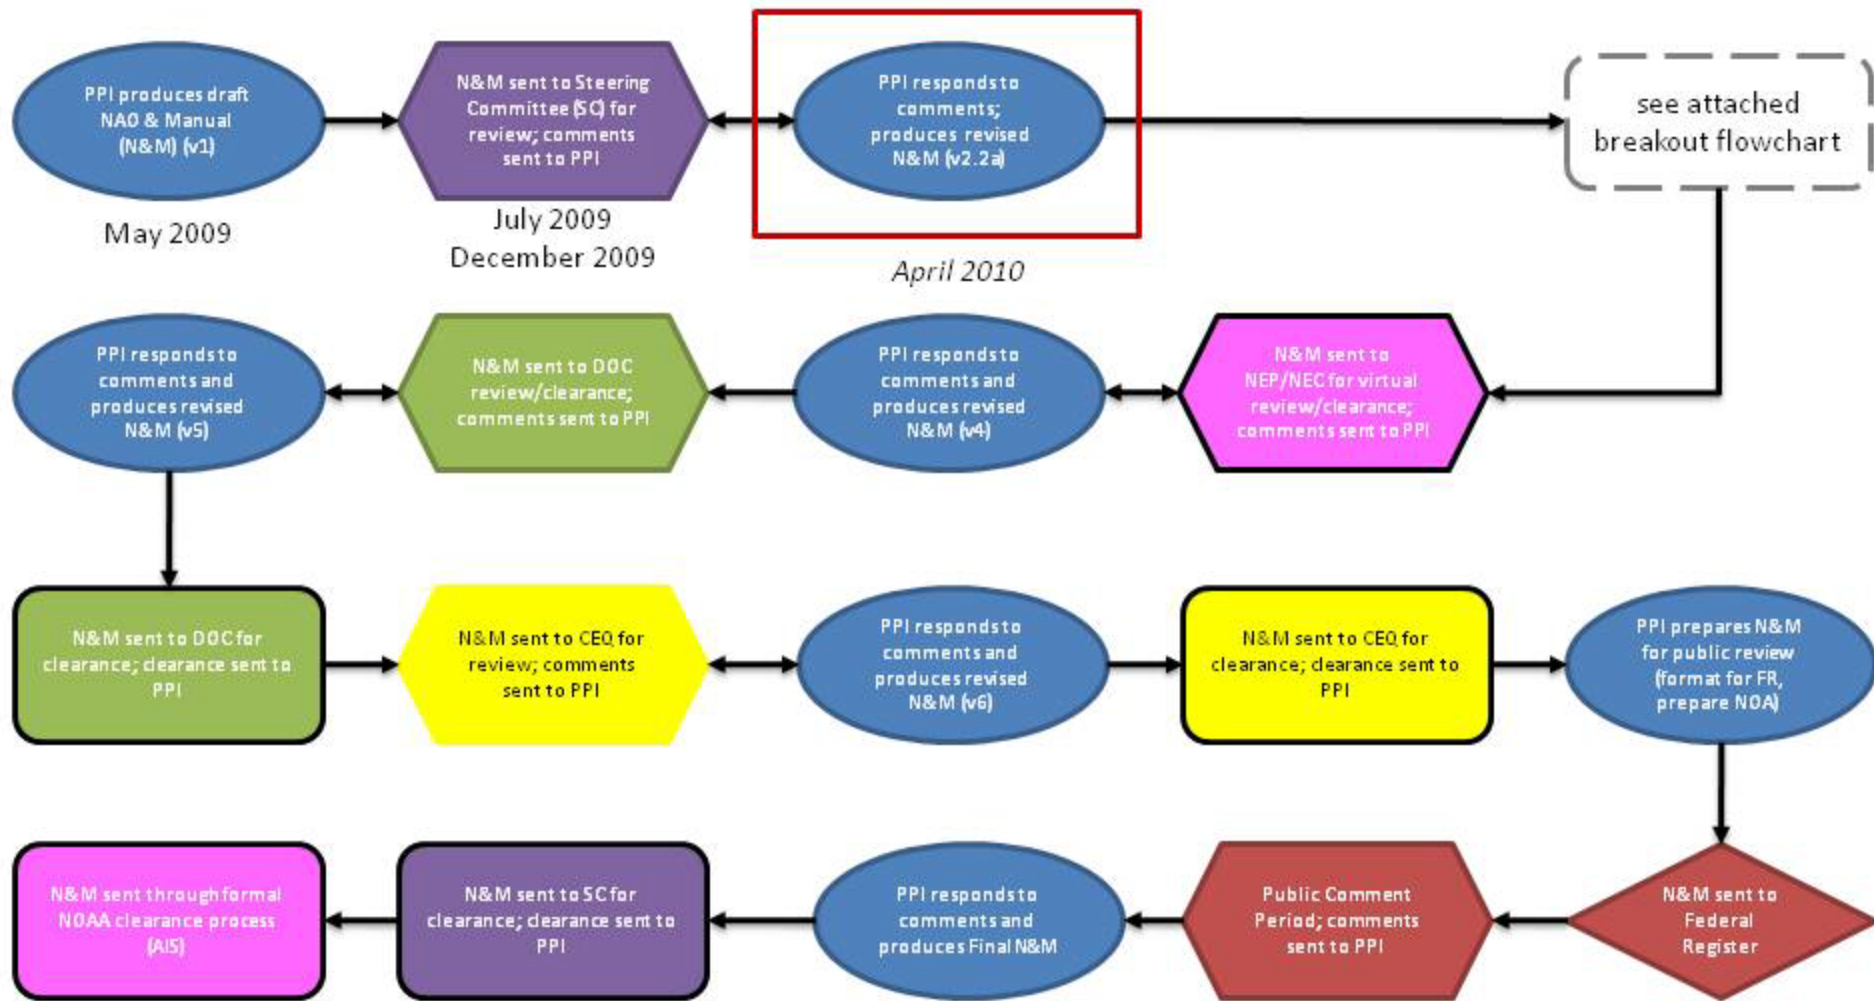 PPI produces draft
NAO & Manual
(N&M) (v1)
May 2009
N&M sent to Steering
Committee (SC) for
review; comments
sent to PPI
July 2009
December 2009
PPI responds to
comments;
produces revised
N&M (v2.2a)
April 2010
see attached
breakout flowchart
PPI responds to
comments and
produces revised
N&M (v5)
N&M sent to DOC
review/clearance;
comments sent to PPI
PPI responds to
comments and
produces revised
N&M (v4)
N&M sent to
NEP/NEC for virtual
review/clearance;
comments sent to PPI
N&M sent to DOC for
clearance; clearance sent to
PPI
N&M sent to CEQ for
review; comments
sent to PPI
PPI responds to
comments and
produces revised
N&M (v6)
N&M sent to CEQ for
clearance; clearance sent to
PPI
PPI prepares N&M
for public review
(format for FR,
prepare NOA)
N&M sent through formal
NOAA clearance process
(AIS)
N&M sent to SC for
clearance; clearance sent to
PPI
PPI responds to
comments and
produces Final N&M
Public Comment
Period; comments
sent to PPI
N&M sent to
Federal
Register